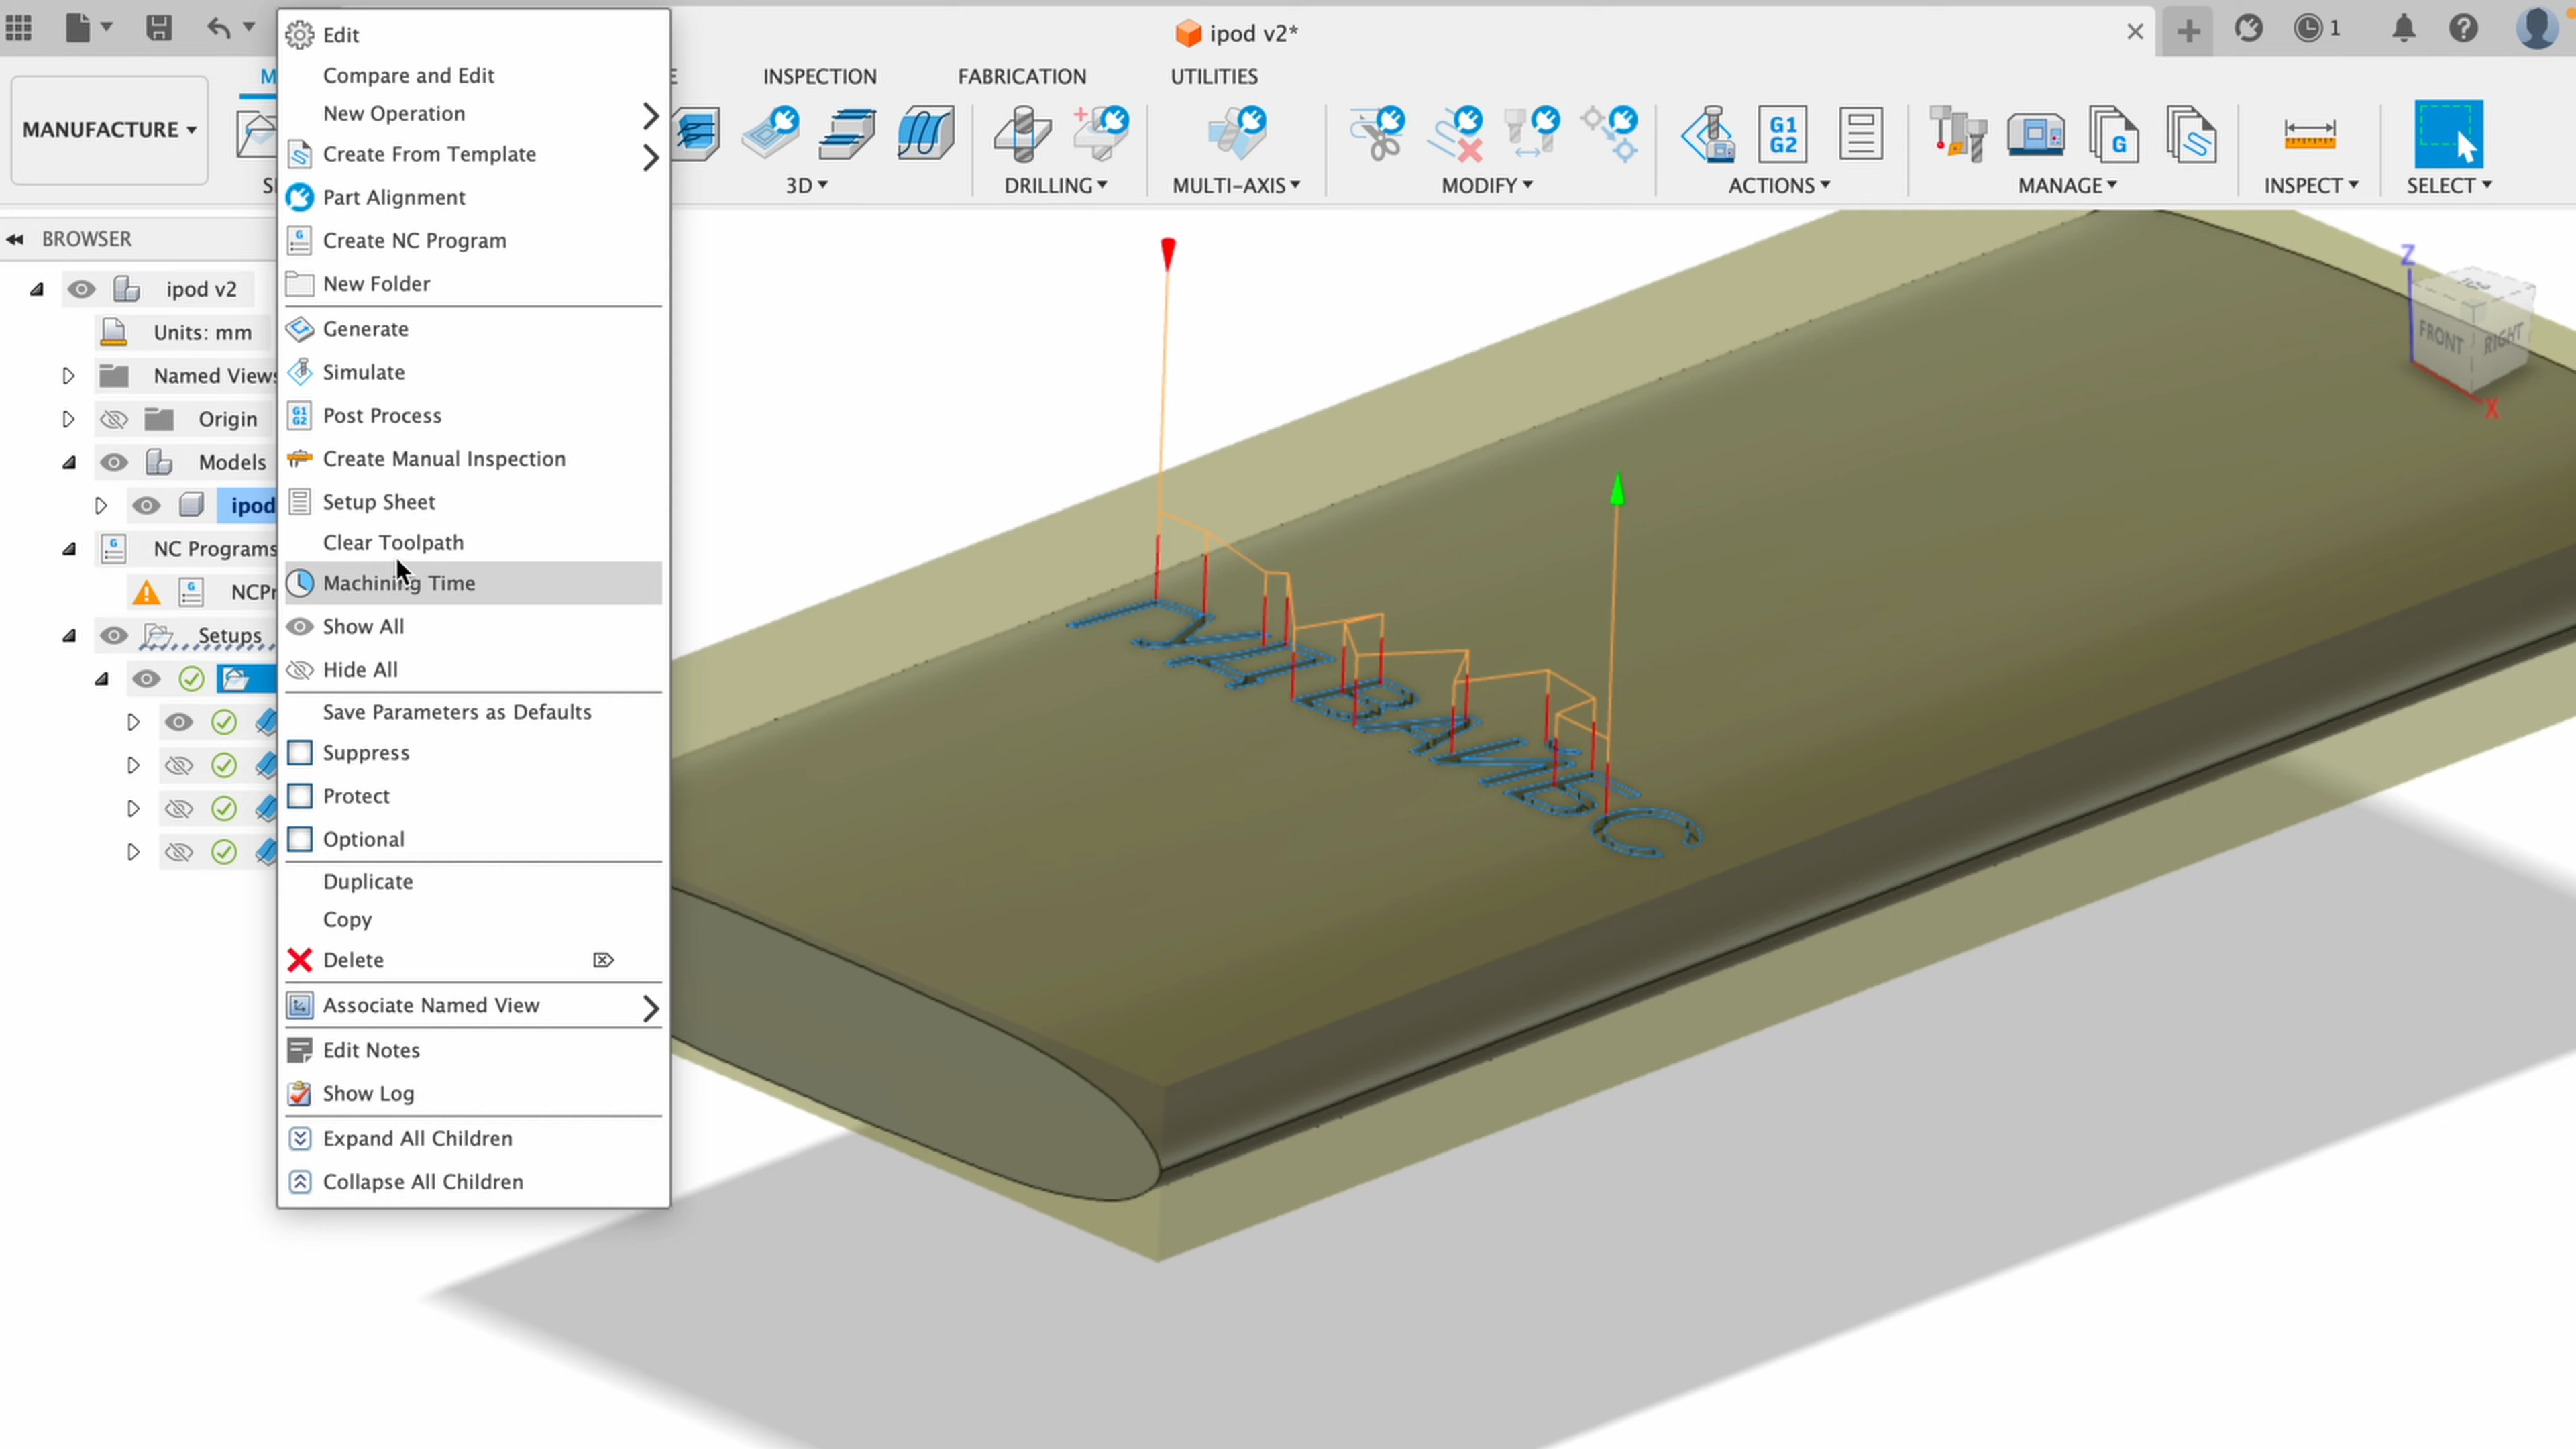 ipod v2*
1
M
E
INSPECTION
FABRICATION
UTILITIES
MANUFACTURE
G1
G2
G
3D
DRILLING
MULTI-AXIS
MODIFY
ACTIONS
MANAGE
INSPECT
SELECT
BROWSER
ipod v2
Units: mm
Named Views
Origin
Models
ipod
NC Programs
NCPr
Setups
Edit
Compare and Edit
New Operation
Create From Template
Part Alignment
Create NC Program
New Folder
Generate
Simulate
Post Process
Create Manual Inspection
Setup Sheet
Clear Toolpath
Machining Time
Show All
Hide All
Save Parameters as Defaults
Suppress
Protect
Optional
Duplicate
Copy
Delete
Associate Named View
Edit Notes
Show Log
Expand All Children
Collapse All Children
Z
TOP
FRONT
RIGHT
X